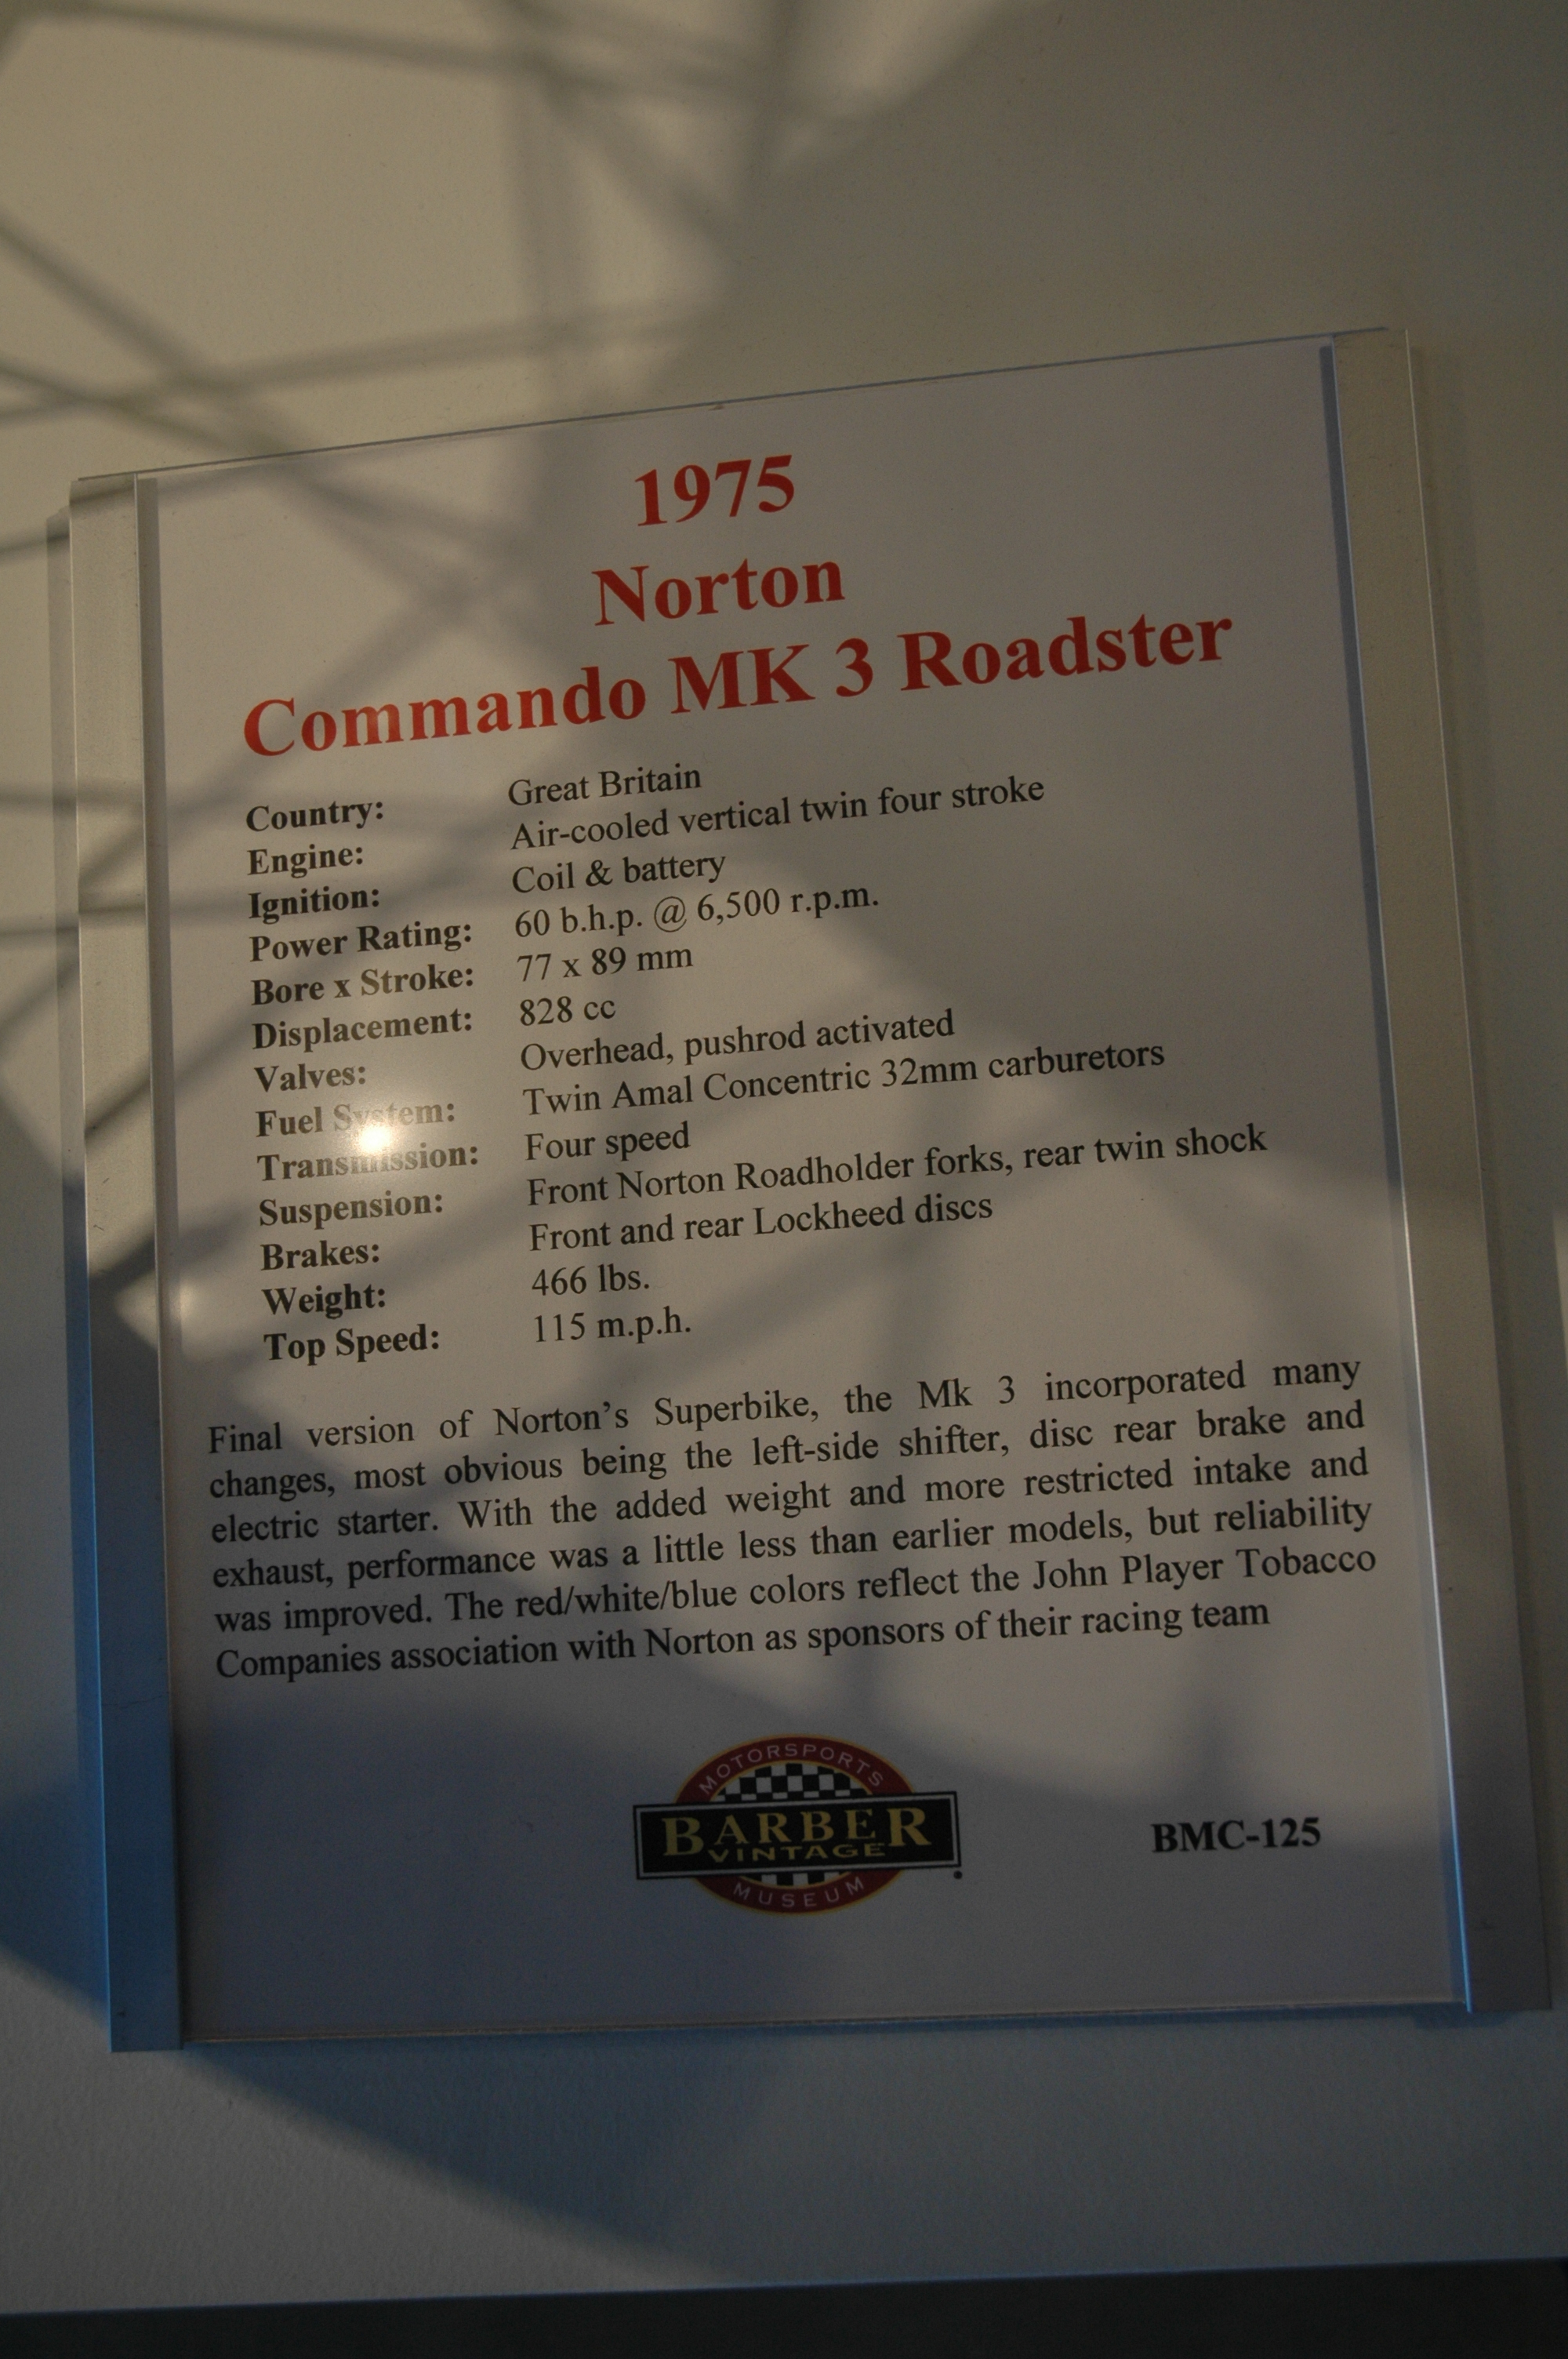 1975
Norton
Commando MK 3 Roadster
Country: Great Britain
Engine: Air-cooled vertical twin four stroke
Ignition: Coil & battery
Power Rating: 60 b.h.p. @ 6,500 r.p.m.
Bore x Stroke: 77 x 89 mm
Displacement: 828 cc
Valves: Overhead, pushrod activated
Fuel System: Twin Amal Concentric 32mm carburetors
Transmission: Four speed
Suspension: Front Norton Roadholder forks, rear twin shock
Brakes: Front and rear Lockheed discs
Weight: 466 lbs.
Top Speed: 115 m.p.h.
Final version of Norton's Superbike, the Mk 3 incorporated many
changes, most obvious being the left-side shifter, disc rear brake and
electric starter. With the added weight and more restricted intake and
exhaust, performance was a little less than earlier models, but reliability
was improved. The red/white/blue colors reflect the John Player Tobacco
Companies association with Norton as sponsors of their racing team
MOTORSPORTS
BARBER
VINTAGE
MUSEUM
BMC-125